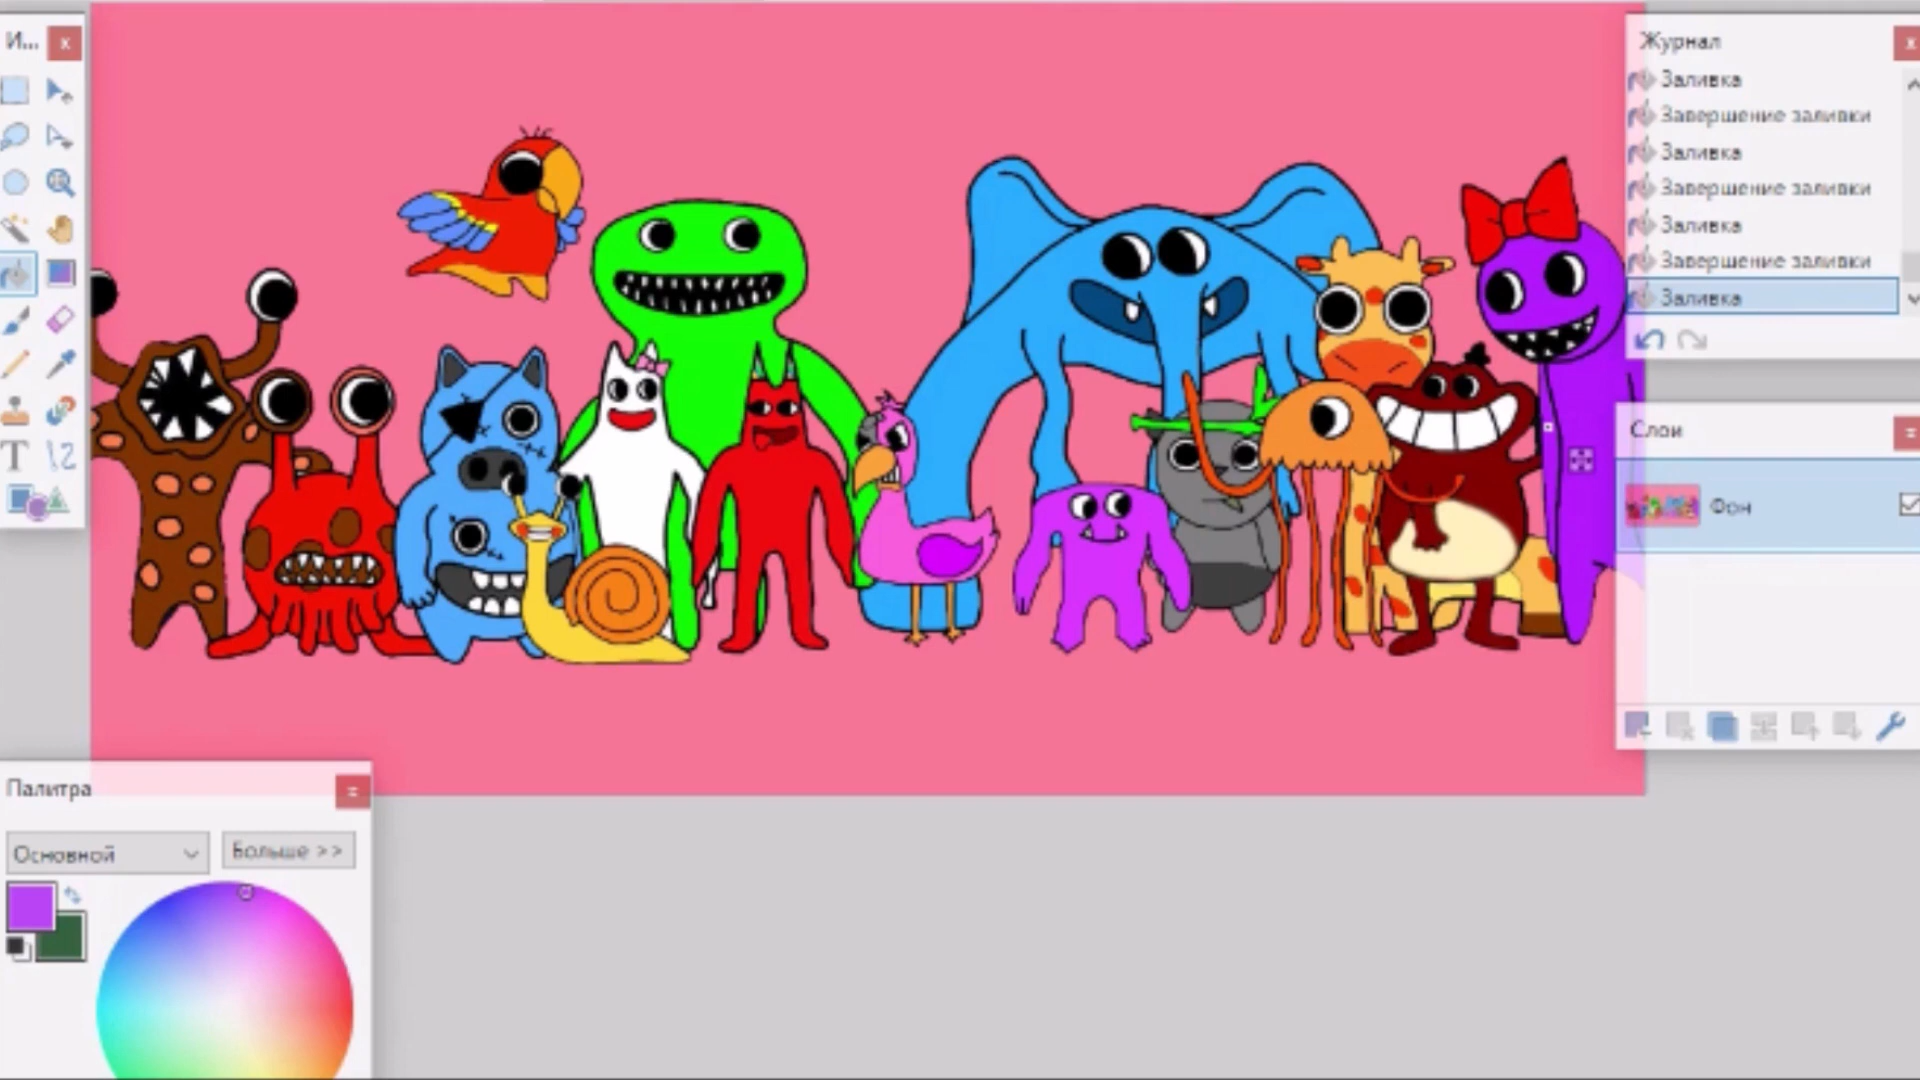 И...
Журнал
Заливка
Завершение заливки
Заливка
Завершение заливки
Заливка
Завершение заливки
Заливка
Слои
Фон
Палитра
Основной
Больше >>